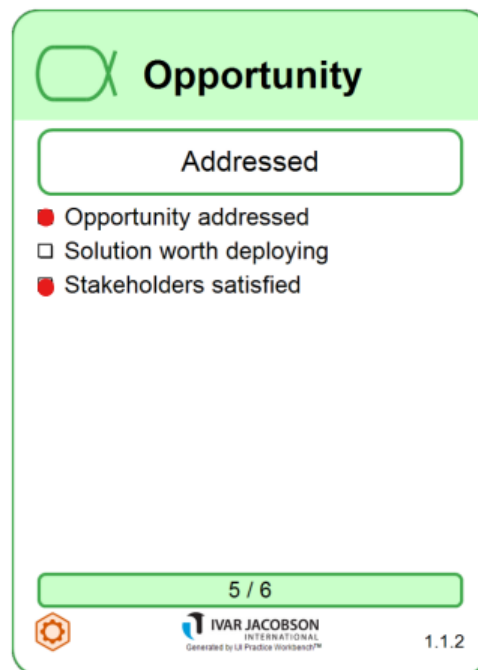 Opportunity
Addressed
Opportunity addressed
Solution worth deploying
Stakeholders satisfied
5 / 6
IVAR JACOBSON
INTERNATIONAL
Generated by UI Practice Workbench™
1.1.2